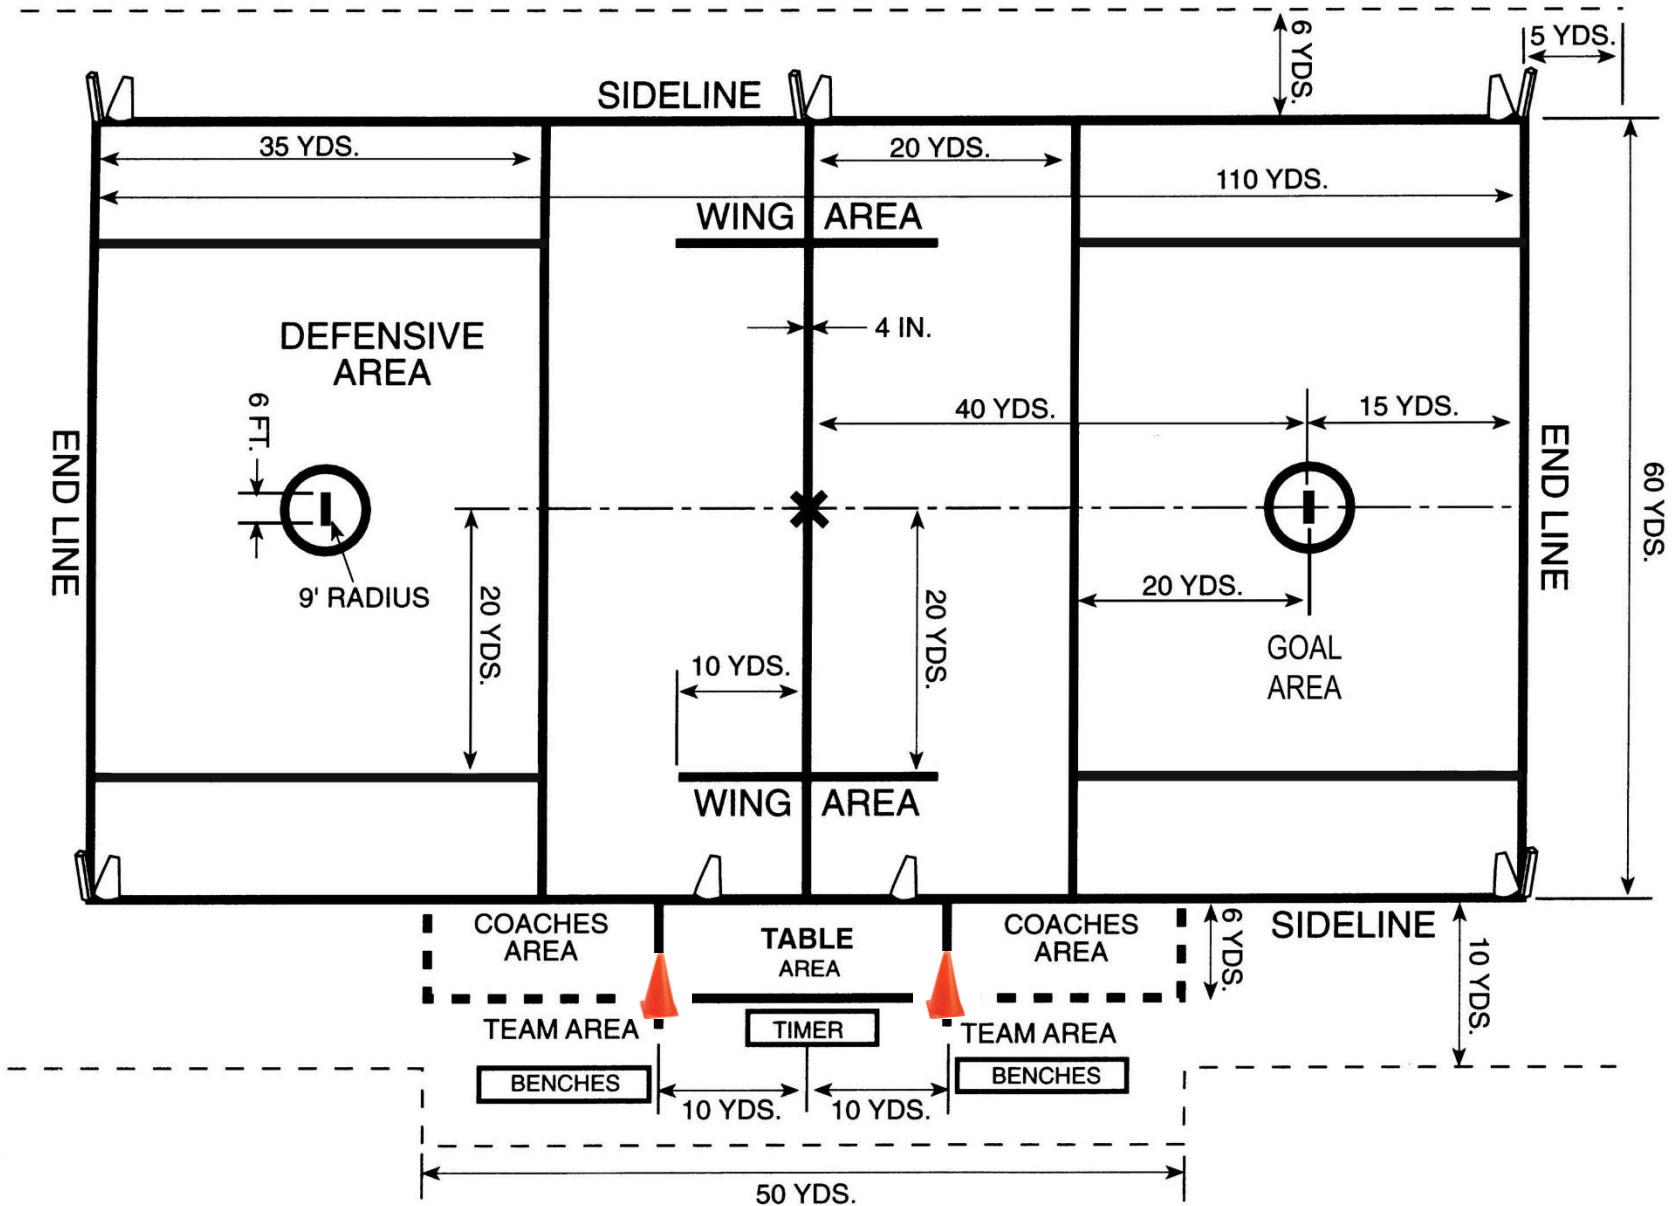 6 YDS.
5 YDS.
SIDELINE
35 YDS.
20 YDS.
110 YDS.
WING AREA
4 IN.
DEFENSIVE
AREA
6 FT.
40 YDS.
15 YDS.
END LINE
END LINE
60 YDS.
9' RADIUS
20 YDS.
20 YDS.
20 YDS.
10 YDS.
GOAL
AREA
WING AREA
COACHES
AREA
TABLE
AREA
COACHES
AREA
6 YDS.
SIDELINE
10 YDS.
TEAM AREA
TIMER
TEAM AREA
BENCHES
BENCHES
10 YDS.
10 YDS.
50 YDS.